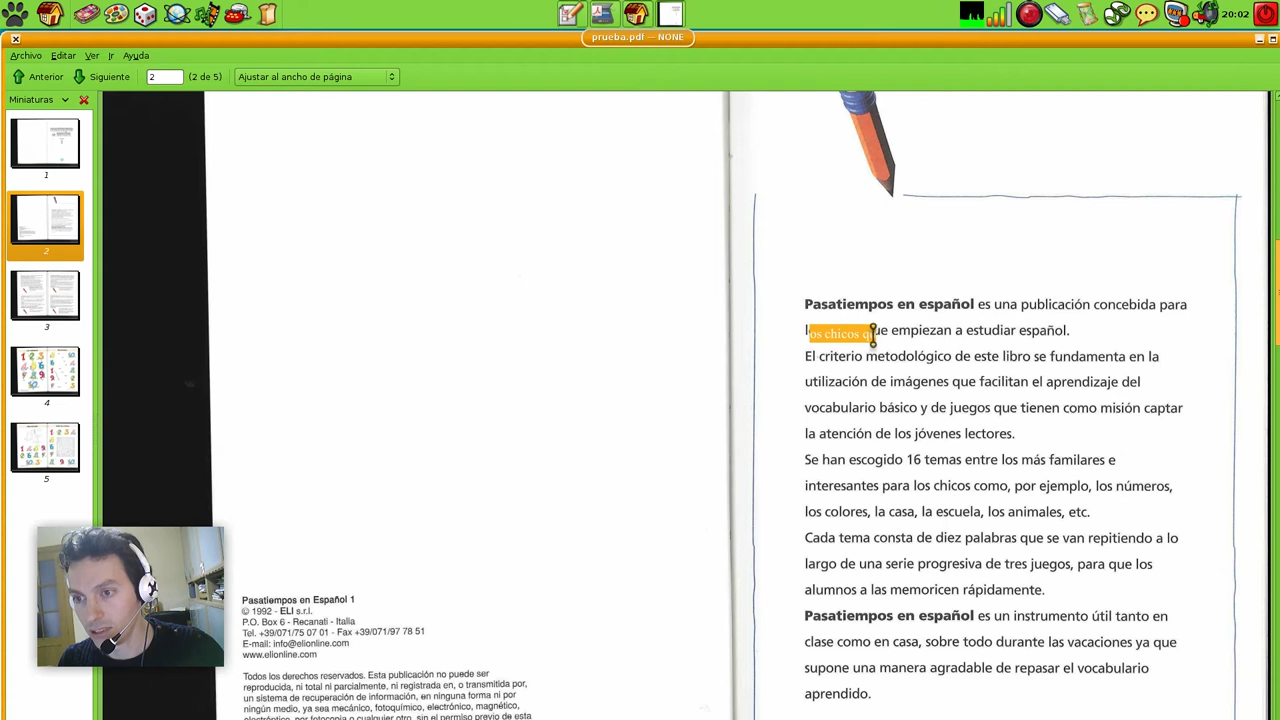 20:02
prueba.pdf — NONE
Archivo Editar Ver Ir Ayuda
Anterior Siguiente 2 (2 de 5) Ajustar al ancho de página
Miniaturas
1
2
3
4
5
Pasatiempos en español es una publicación concebida para
los chicos que empiezan a estudiar español.
El criterio metodológico de este libro se fundamenta en la
utilización de imágenes que facilitan el aprendizaje del
vocabulario básico y de juegos que tienen como misión captar
la atención de los jóvenes lectores.
Se han escogido 16 temas entre los más familares e
interesantes para los chicos como, por ejemplo, los números,
los colores, la casa, la escuela, los animales, etc.
Cada tema consta de diez palabras que se van repitiendo a lo
largo de una serie progresiva de tres juegos, para que los
alumnos a las memoricen rápidamente.
Pasatiempos en español es un instrumento útil tanto en
clase como en casa, sobre todo durante las vacaciones ya que
supone una manera agradable de repasar el vocabulario
aprendido.
Pasatiempos en Español 1
© 1992 - ELI s.r.l.
P.O. Box 6 - Recanati - Italia
Tel. +39/071/75 07 01 - Fax +39/071/97 78 51
E-mail: info@elionline.com
www.elionline.com
Todos los derechos reservados. Esta publicación no puede ser
reproducida, ni total ni parcialmente, ni registrada en, o transmitida por,
un sistema de recuperación de información, en ninguna forma ni por
ningún medio, ya sea mecánico, fotoquímico, electrónico, magnético,
electróptico, por fotocopia o cualquier otro, sin el permiso previo de esta